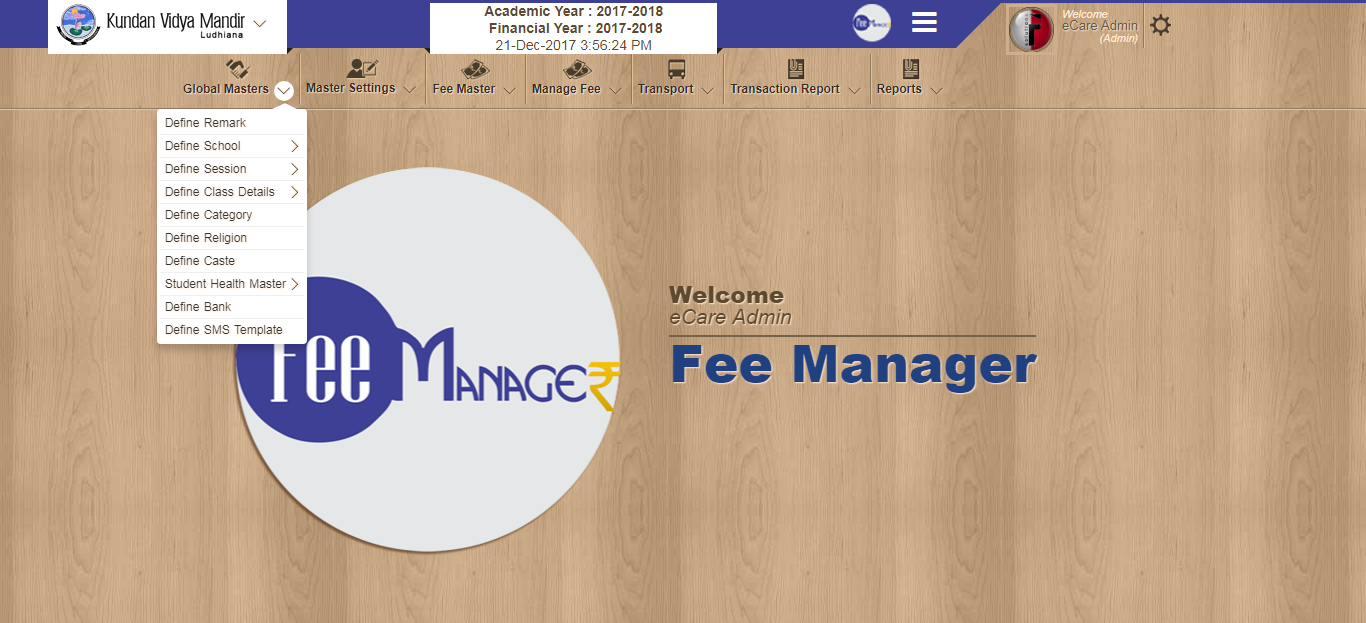 Kundan Vidya Mandir
Ludhiana
Academic Year : 2017-2018
Financial Year : 2017-2018
21-Dec-2017 3:56:24 PM
Fee Manager
Welcome
eCare Admin
(Admin)
Global Masters
Master Settings
Fee Master
Manage Fee
Transport
Transaction Report
Reports
Define Remark
Define School
Define Session
Define Class Details
Define Category
Define Religion
Define Caste
Student Health Master
Define Bank
Define SMS Template
Fee Manage₹
Welcome
eCare Admin
Fee Manager